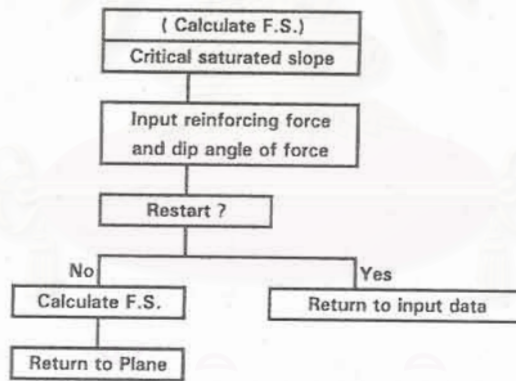 ( Calculate F.S.)
Critical saturated slope
Input reinforcing force
and dip angle of force
Restart ?
No
Yes
Calculate F.S.
Return to input data
Return to Plane